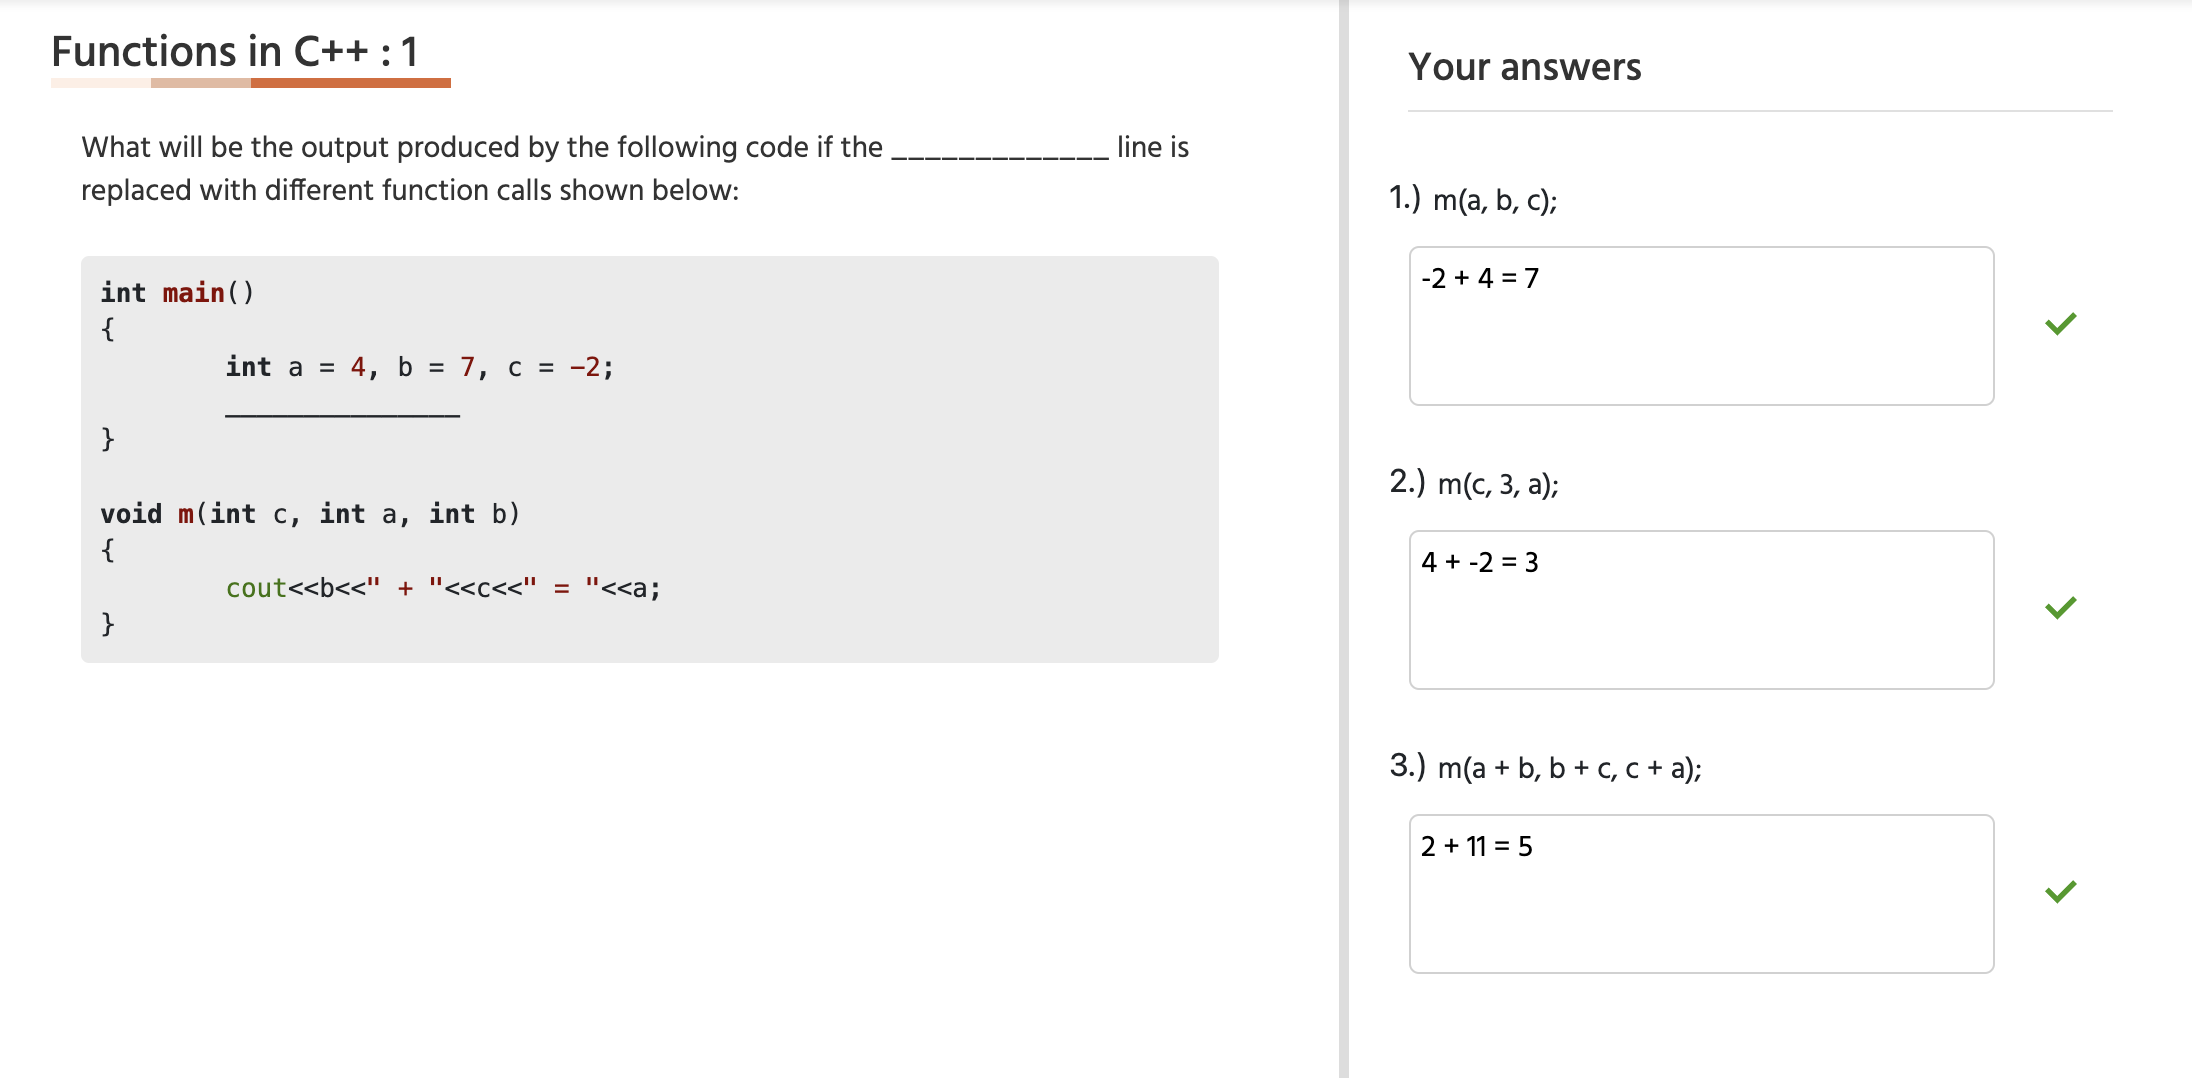 Functions in C++ : 1
What will be the output produced by the following code if the _____________ line is
replaced with different function calls shown below:
int main()
{
        int a = 4, b = 7, c = -2;
        _______________
}

void m(int c, int a, int b)
{
        cout<<b<<" + "<<c<<" = "<<a;
}
Your answers
1.) m(a, b, c);
-2 + 4 = 7
2.) m(c, 3, a);
4 + -2 = 3
3.) m(a + b, b + c, c + a);
2 + 11 = 5